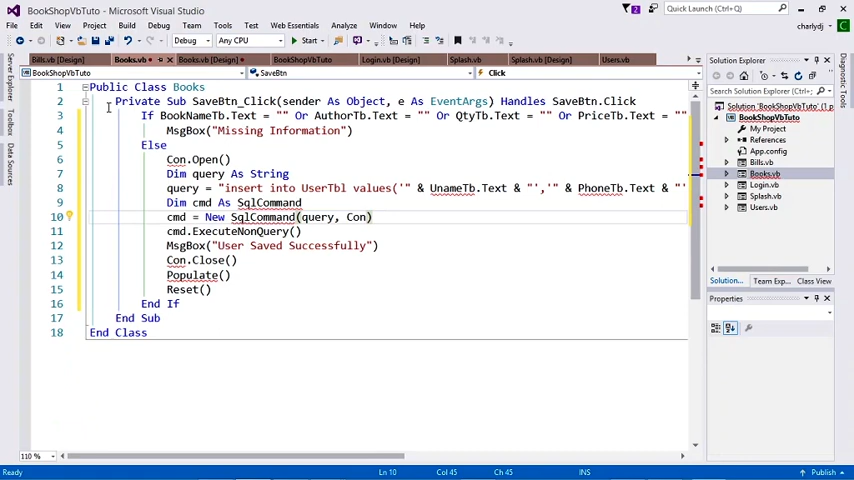 BookShopVbTuto - Microsoft Visual Studio
2
Quick Launch (Ctrl+Q)
File Edit View Project Build Debug Team Tools Test Web Essentials Analyze Window Help
charlydj
Debug Any CPU Start
Bills.vb [Design] Books.vb Books.vb [Design] BookShopVbTuto Login.vb [Design] Splash.vb Splash.vb [Design] Users.vb
BookShopVbTuto SaveBtn Click
1 Public Class Books
2 Private Sub SaveBtn_Click(sender As Object, e As EventArgs) Handles SaveBtn.Click
3 If BookNameTb.Text = "" Or AuthorTb.Text = "" Or QtyTb.Text = "" Or PriceTb.Text = ""
4 MsgBox("Missing Information")
5 Else
6 Con.Open()
7 Dim query As String
8 query = "insert into UserTbl values('" & UnameTb.Text & "','" & PhoneTb.Text & "'
9 Dim cmd As SqlCommand
10 cmd = New SqlCommand(query, Con)
11 cmd.ExecuteNonQuery()
12 MsgBox("User Saved Successfully")
13 Con.Close()
14 Populate()
15 Reset()
16 End If
17 End Sub
18 End Class
110 %
Server Explorer
Toolbox
Data Sources
Solution Explorer
Search Solution Explorer (Ctrl+;)
Solution 'BookShopVbTuto' (1 p
BookShopVbTuto
My Project
References
App.config
Bills.vb
Books.vb
Login.vb
Splash.vb
Users.vb
Solution... Team Exp... Class View
Properties
Diagnostic Tools
Ready Ln 10 Col 45 Ch 45 INS Publish